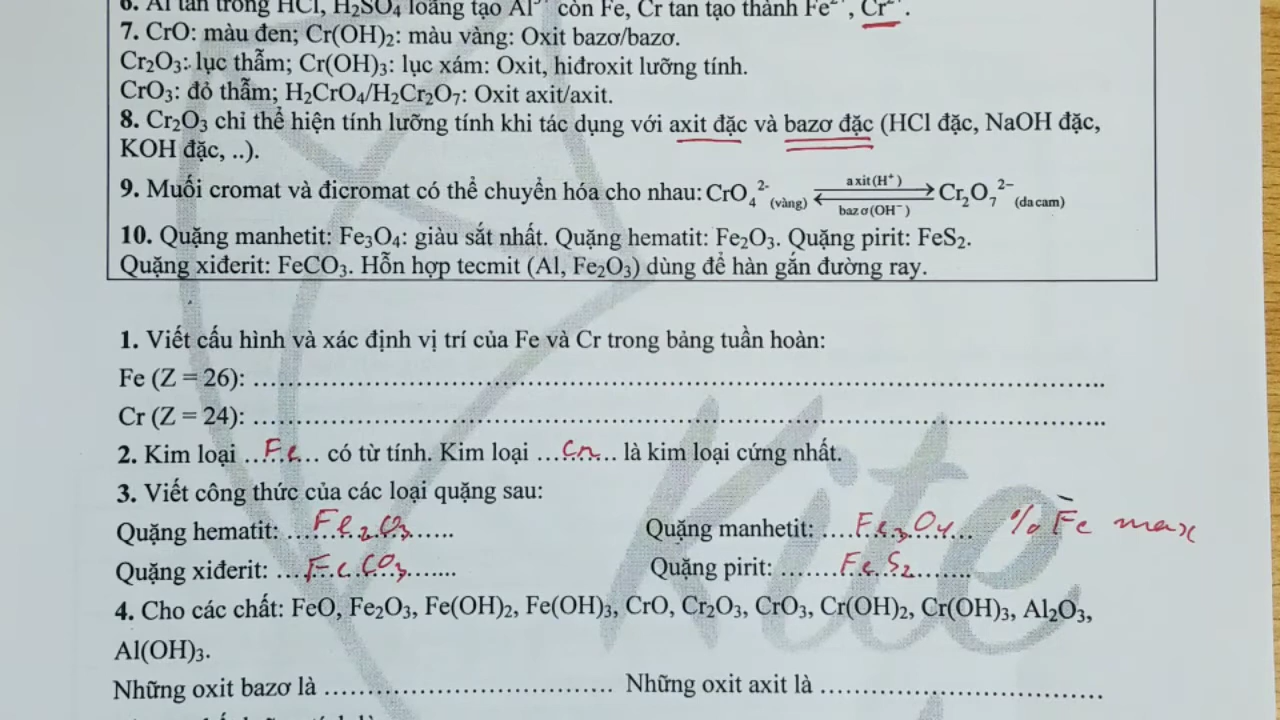 6. Al tan trong HCl, H₂SO₄ loãng tạo Al³⁺ còn Fe, Cr tan tạo thành Fe²⁺, Cr²⁺.
7. CrO: màu đen; Cr(OH)₂: màu vàng: Oxit bazơ/bazơ.
Cr₂O₃: lục thẫm; Cr(OH)₃: lục xám: Oxit, hiđroxit lưỡng tính.
CrO₃: đỏ thẫm; H₂CrO₄/H₂Cr₂O₇: Oxit axit/axit.
8. Cr₂O₃ chỉ thể hiện tính lưỡng tính khi tác dụng với axit đặc và bazơ đặc (HCl đặc, NaOH đặc,
KOH đặc, ..).
9. Muối cromat và đicromat có thể chuyển hóa cho nhau: CrO₄²⁻ (vàng) ⇌ axit(H⁺) bazơ(OH⁻) Cr₂O₇²⁻ (da cam)
10. Quặng manhetit: Fe₃O₄: giàu sắt nhất. Quặng hematit: Fe₂O₃. Quặng pirit: FeS₂.
Quặng xiđerit: FeCO₃. Hỗn hợp tecmit (Al, Fe₂O₃) dùng để hàn gắn đường ray.
1. Viết cấu hình và xác định vị trí của Fe và Cr trong bảng tuần hoàn:
Fe (Z = 26): ........................................
Cr (Z = 24): ........................................
2. Kim loại ...Fe... có từ tính. Kim loại ...Cr... là kim loại cứng nhất.
3. Viết công thức của các loại quặng sau:
Quặng hematit: ...Fe₂O₃... Quặng manhetit: ...Fe₃O₄... % Fe max
Quặng xiđerit: ...FeCO₃... Quặng pirit: ...FeS₂...
4. Cho các chất: FeO, Fe₂O₃, Fe(OH)₂, Fe(OH)₃, CrO, Cr₂O₃, CrO₃, Cr(OH)₂, Cr(OH)₃, Al₂O₃,
Al(OH)₃.
Những oxit bazơ là .............................. Những oxit axit là ..............................
Kite